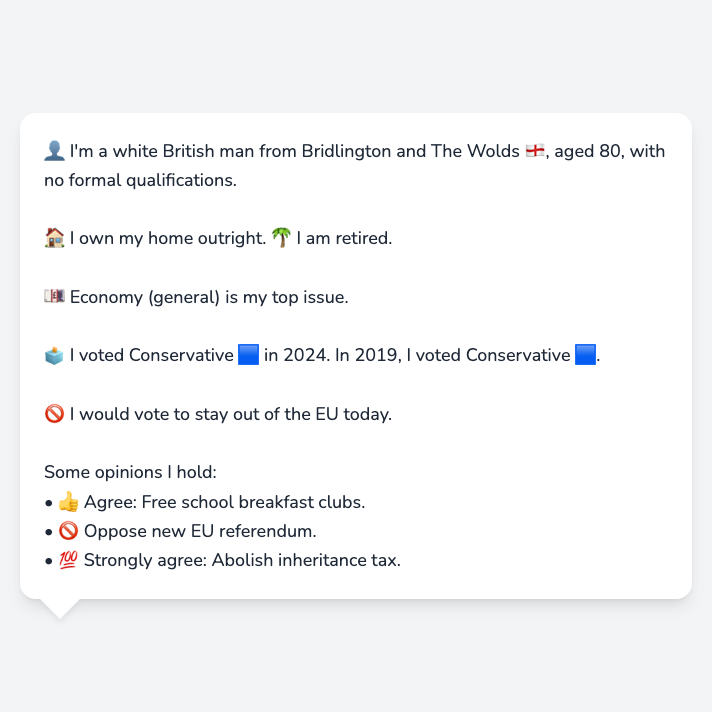 👤 I'm a white British man from Bridlington and The Wolds 🏴󠁧󠁢󠁥󠁮󠁧󠁿, aged 80, with
no formal qualifications.
🏠 I own my home outright. 🌴 I am retired.
💷 Economy (general) is my top issue.
🗳️ I voted Conservative 🟦 in 2024. In 2019, I voted Conservative 🟦.
🚫 I would vote to stay out of the EU today.
Some opinions I hold:
• 👍 Agree: Free school breakfast clubs.
• 🚫 Oppose new EU referendum.
• 💯 Strongly agree: Abolish inheritance tax.